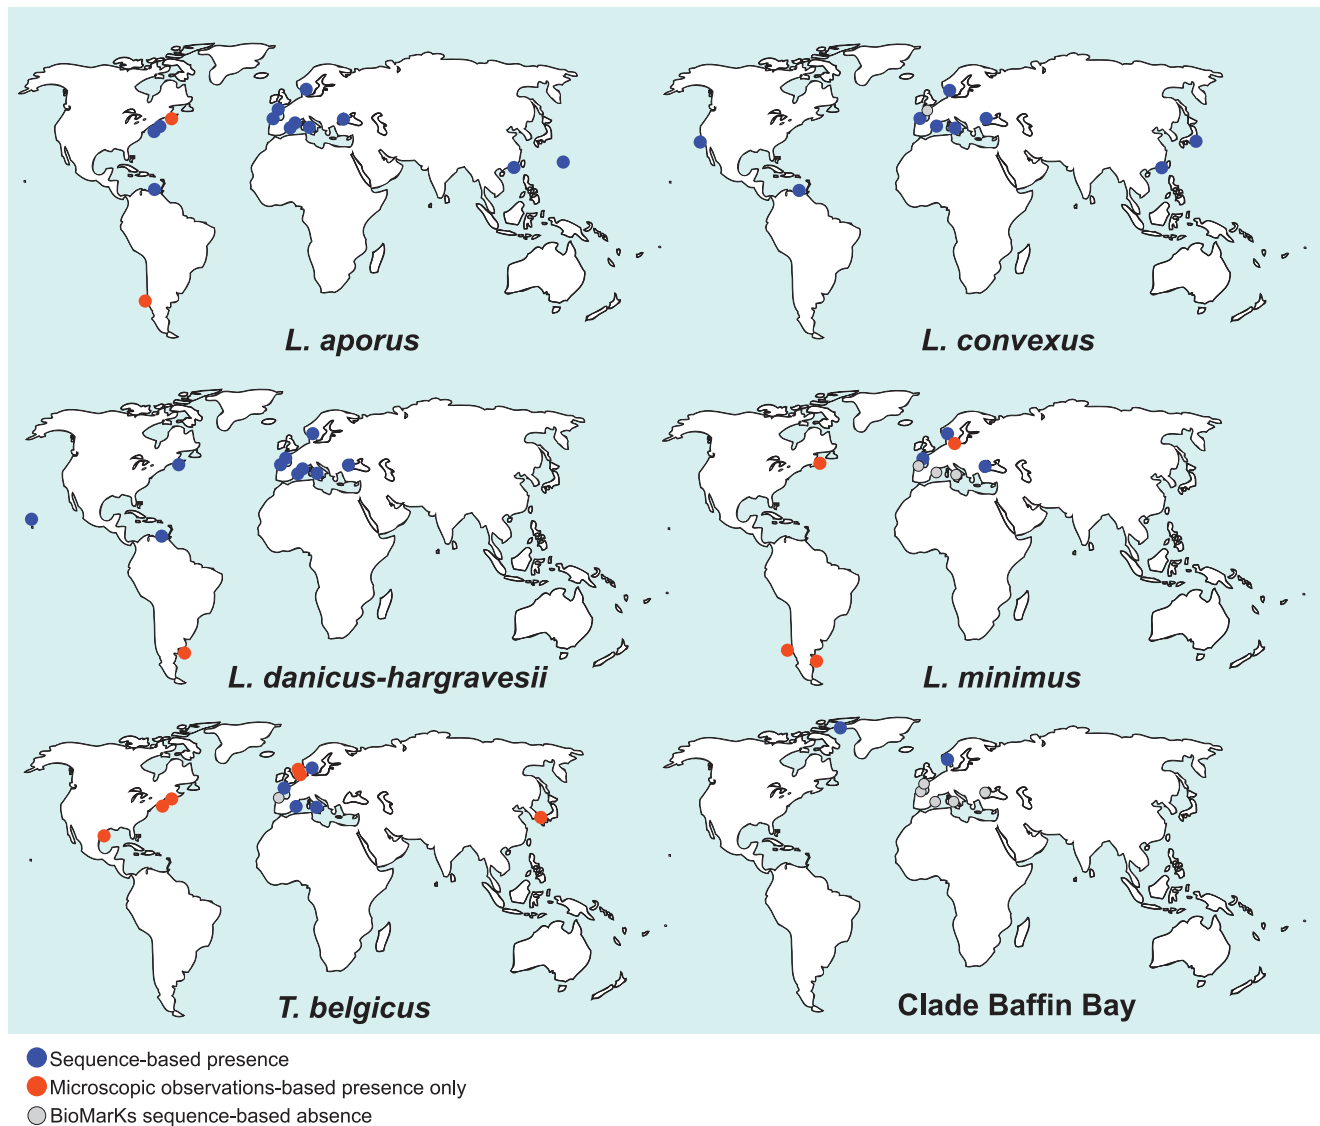 L. aporus
L. convexus
L. danicus-hargravesii
L. minimus
T. belgicus
Clade Baffin Bay
Sequence-based presence
Microscopic observations-based presence only
BioMarKs sequence-based absence